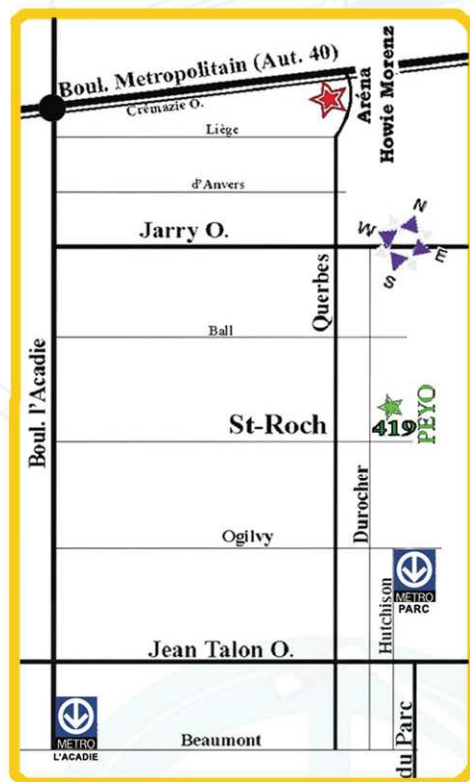 Boul. Metropolitain (Aut. 40)
Crémazie O.
Aréna
Howie Morenz
Liège
d'Anvers
N
W
E
S
Jarry O.
Querbes
Ball
Boul. l'Acadie
St-Roch
419
PEYO
Durocher
Ogilvy
METRO
PARC
Hutchison
Jean Talon O.
METRO
L'ACADIE
Beaumont
du Parc